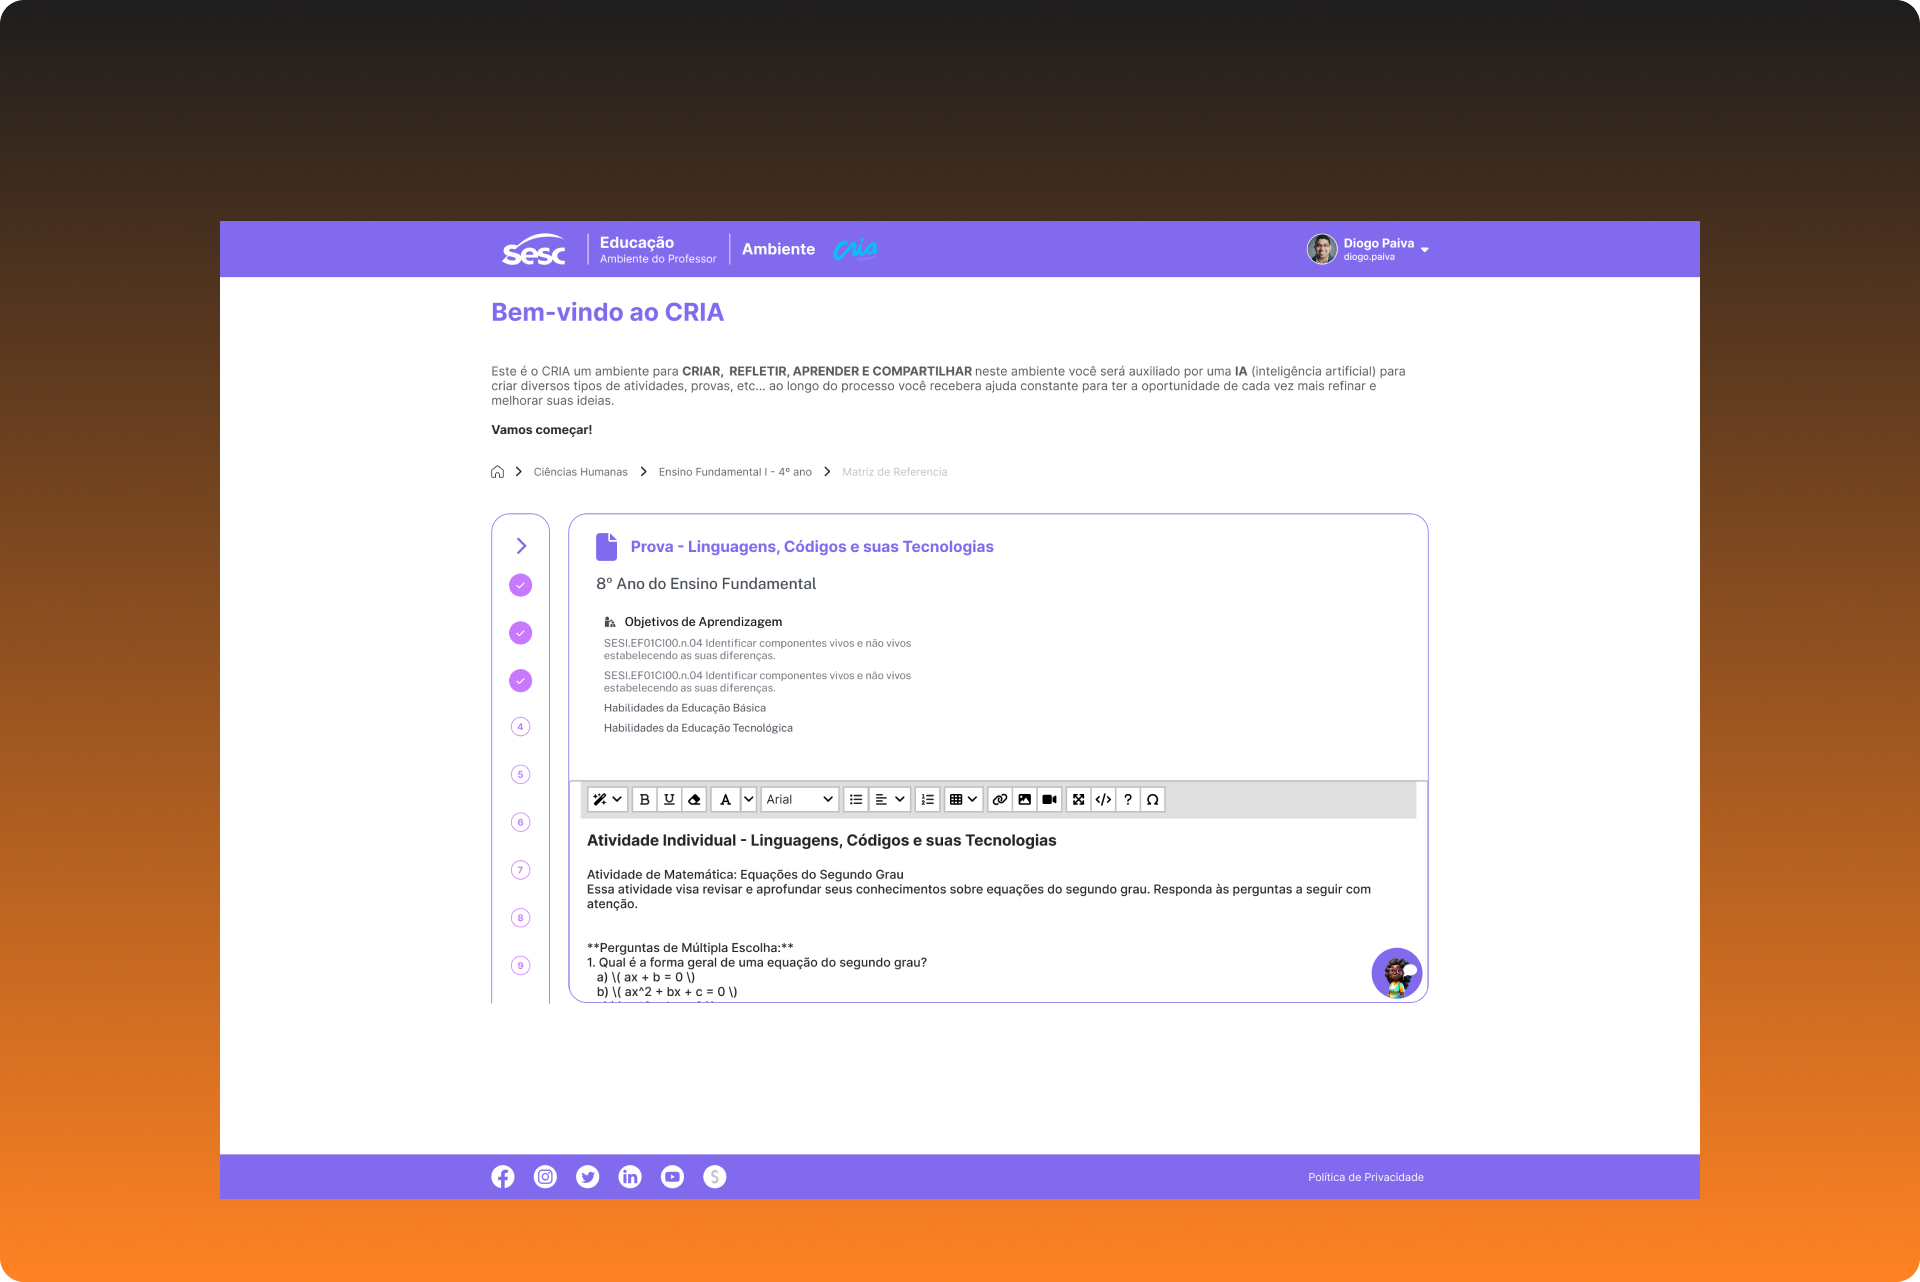 Sesc
Educação
Ambiente do Professor
Ambiente
cria
Diogo Paiva
diogo.paiva
Bem-vindo ao CRIA
Este é o CRIA um ambiente para CRIAR, REFLETIR, APRENDER E COMPARTILHAR neste ambiente você será auxiliado por uma IA (inteligência artificial) para
criar diversos tipos de atividades, provas, etc... ao longo do processo você recebera ajuda constante para ter a oportunidade de cada vez mais refinar e
melhorar suas ideias.
Vamos começar!
Ciências Humanas
Ensino Fundamental I - 4º ano
Matriz de Referencia
4
5
6
7
8
9
Prova - Linguagens, Códigos e suas Tecnologias
8º Ano do Ensino Fundamental
Objetivos de Aprendizagem
SESI.EF01CI00.n.04 Identificar componentes vivos e não vivos
estabelecendo as suas diferenças.
SESI.EF01CI00.n.04 Identificar componentes vivos e não vivos
estabelecendo as suas diferenças.
Habilidades da Educação Básica
Habilidades da Educação Tecnológica
B U A Arial </> ? Ω
Atividade Individual - Linguagens, Códigos e suas Tecnologias
Atividade de Matemática: Equações do Segundo Grau
Essa atividade visa revisar e aprofundar seus conhecimentos sobre equações do segundo grau. Responda às perguntas a seguir com
atenção.
**Perguntas de Múltipla Escolha:**
1. Qual é a forma geral de uma equação do segundo grau?
a) \( ax + b = 0 \)
b) \( ax^2 + bx + c = 0 \)
Política de Privacidade